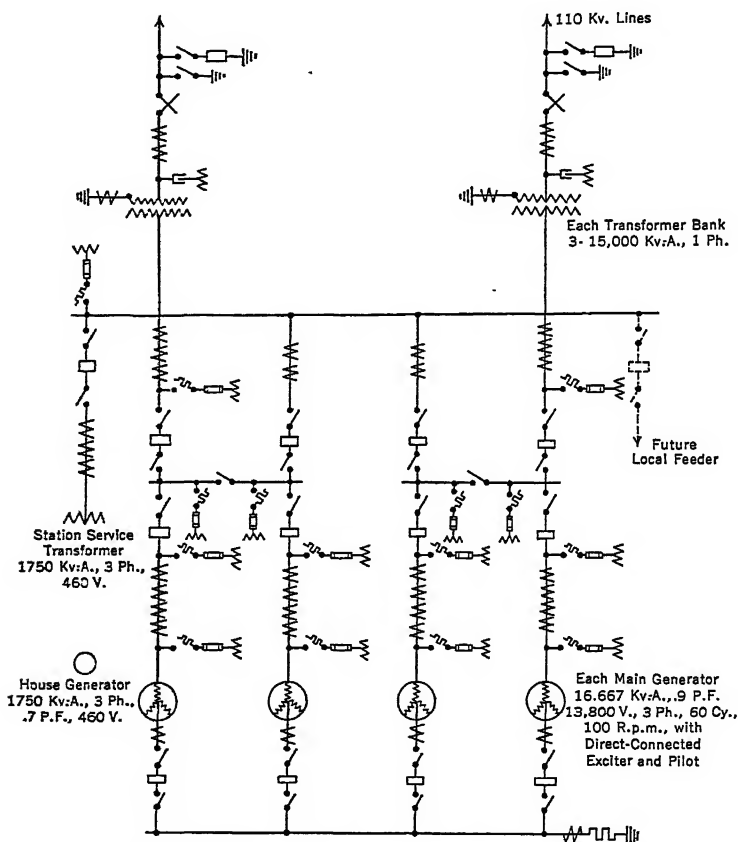 110 Kv. Lines
Each Transformer Bank
3- 15,000 Kv:A., 1 Ph.
Future
Local Feeder
Station Service
Transformer
1750 Kv:A., 3 Ph.,
460 V.
House Generator
1750 Kv:A., 3 Ph.,
.7 P.F., 460 V.
Each Main Generator
16.667 Kv:A., .9 P.F.
13,800 V., 3 Ph., 60 Cy.,
100 R.p.m., with
Direct-Connected
Exciter and Pilot